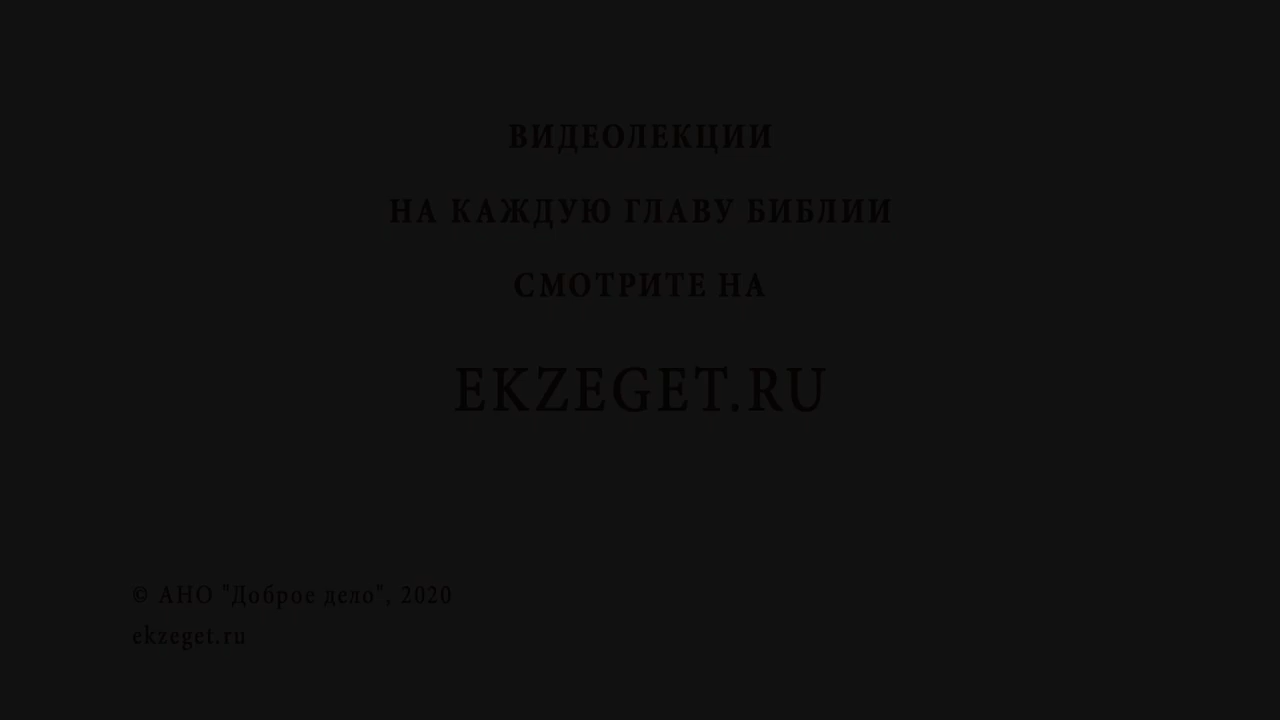 ВИДЕОЛЕКЦИИ
НА КАЖДУЮ ГЛАВУ БИБЛИИ
СМОТРИТЕ НА
EKZEGET.RU
© АНО "Доброе дело", 2020
ekzeget.ru